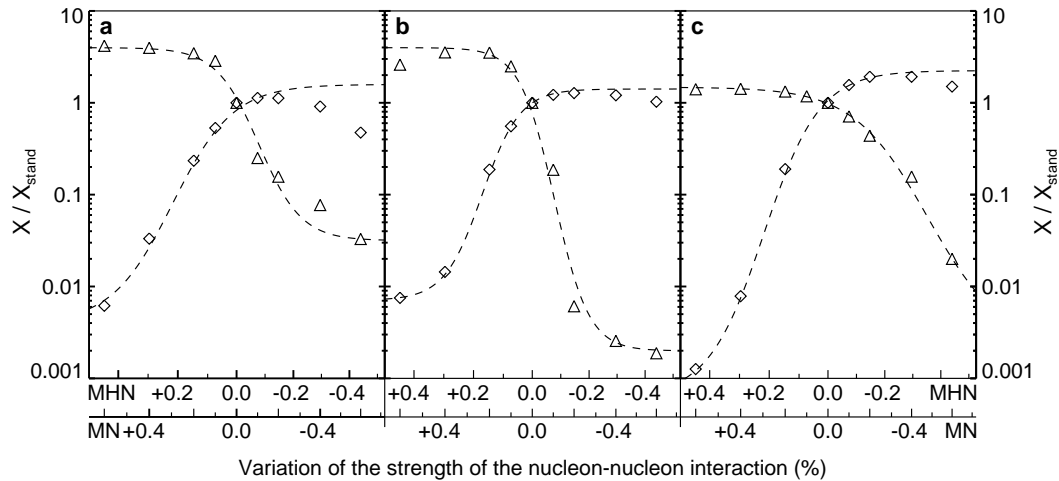 a b c
10 10
1 1
0.1 0.1
0.01 0.01
0.001 0.001
X / X_stand X / X_stand
MHN +0.2 0.0 -0.2 -0.4 +0.4 +0.2 0.0 -0.2 -0.4 +0.4 +0.2 0.0 -0.2 MHN
MN +0.4 0.0 -0.4 +0.4 0.0 -0.4 +0.4 0.0 -0.4 MN
Variation of the strength of the nucleon-nucleon interaction (%)